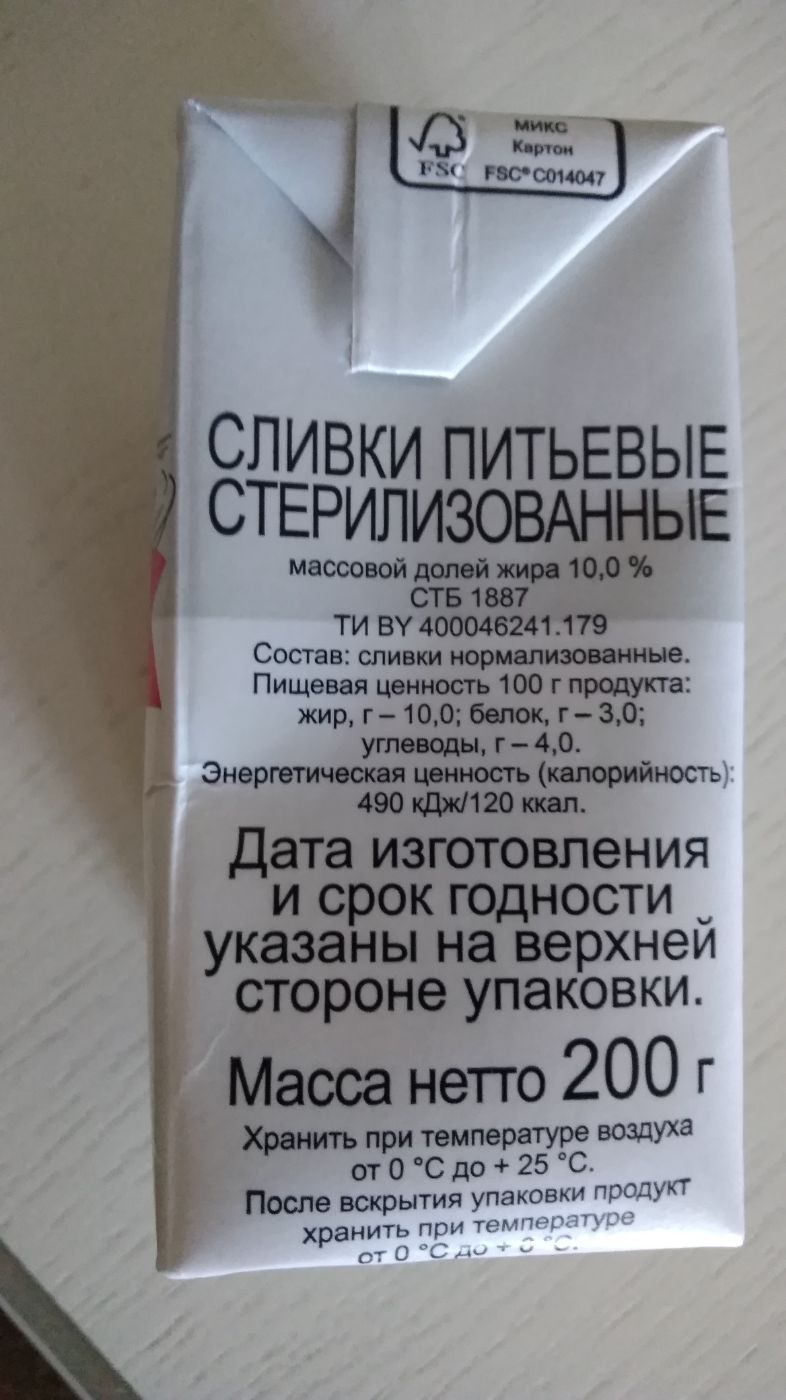 МИКС
Картон
FSC FSC® C014047
СЛИВКИ ПИТЬЕВЫЕ
СТЕРИЛИЗОВАННЫЕ
массовой долей жира 10,0 %
СТБ 1887
ТИ BY 400046241.179
Состав: сливки нормализованные.
Пищевая ценность 100 г продукта:
жир, г – 10,0; белок, г – 3,0;
углеводы, г – 4,0.
Энергетическая ценность (калорийность):
490 кДж/120 ккал.
Дата изготовления
и срок годности
указаны на верхней
стороне упаковки.
Масса нетто 200 г
Хранить при температуре воздуха
от 0 °С до + 25 °С.
После вскрытия упаковки продукт
хранить при температуре
от 0 °С до + °С.